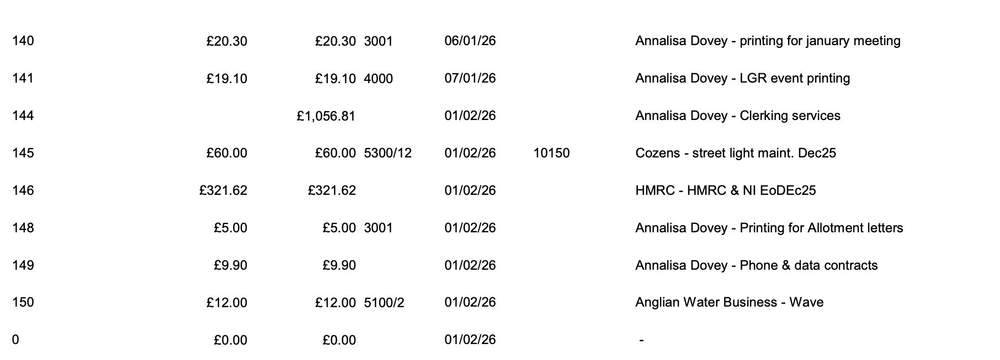 140 £20.30 £20.30 3001 06/01/26 Annalisa Dovey - printing for january meeting
141 £19.10 £19.10 4000 07/01/26 Annalisa Dovey - LGR event printing
144 £1,056.81 01/02/26 Annalisa Dovey - Clerking services
145 £60.00 £60.00 5300/12 01/02/26 10150 Cozens - street light maint. Dec25
146 £321.62 £321.62 01/02/26 HMRC - HMRC & NI EoDEc25
148 £5.00 £5.00 3001 01/02/26 Annalisa Dovey - Printing for Allotment letters
149 £9.90 £9.90 01/02/26 Annalisa Dovey - Phone & data contracts
150 £12.00 £12.00 5100/2 01/02/26 Anglian Water Business - Wave
0 £0.00 £0.00 01/02/26 -